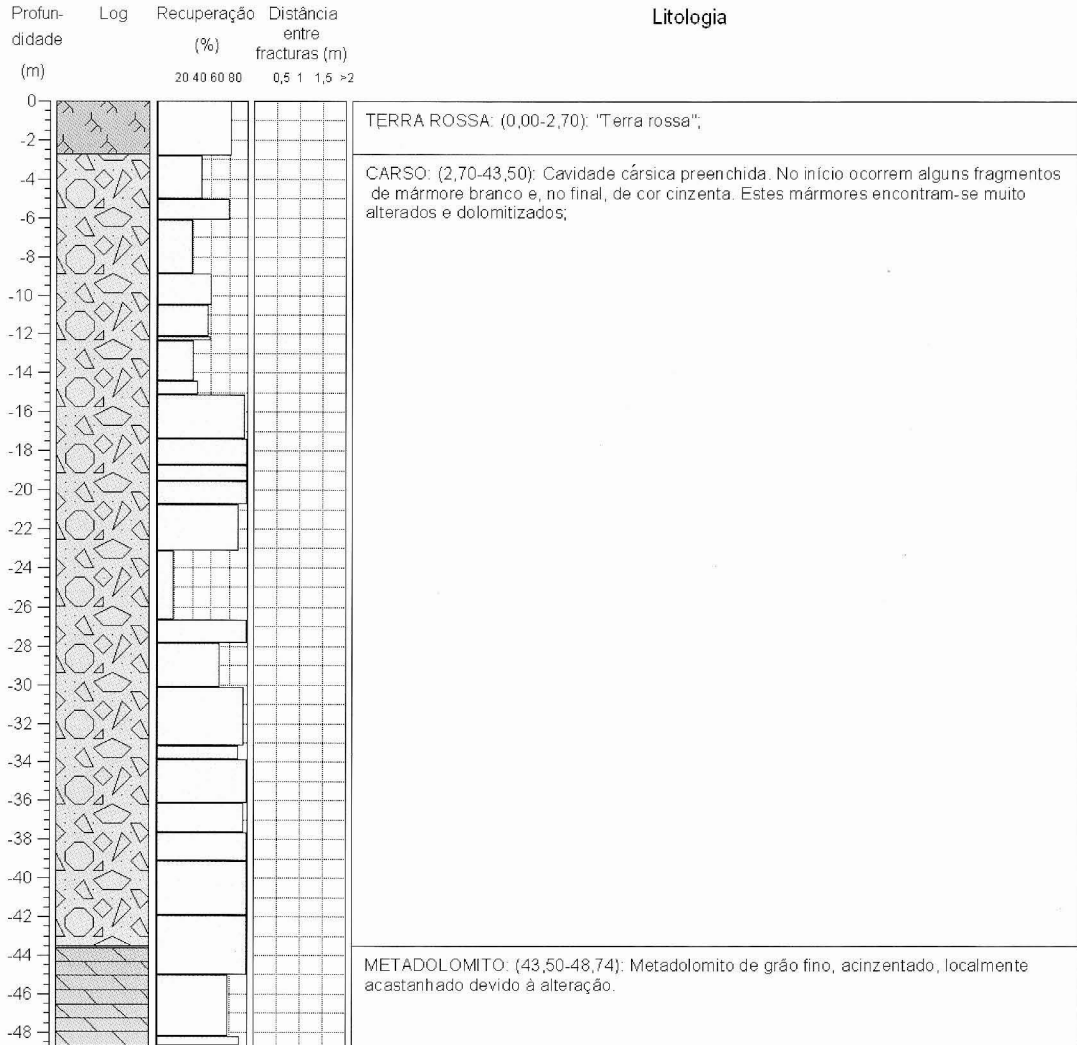 Profun-
didade
(m)
Log
Recuperação
(%)
20 40 60 80
Distância
entre
fracturas (m)
0,5 1 1,5 >2
Litologia
0
-2
-4
-6
-8
-10
-12
-14
-16
-18
-20
-22
-24
-26
-28
-30
-32
-34
-36
-38
-40
-42
-44
-46
-48
TERRA ROSSA: (0,00-2,70): "Terra rossa";
CARSO: (2,70-43,50): Cavidade cársica preenchida. No início ocorrem alguns fragmentos
de mármore branco e, no final, de cor cinzenta. Estes mármores encontram-se muito
alterados e dolomitizados;
METADOLOMITO: (43,50-48,74): Metadolomito de grão fino, acinzentado, localmente
acastanhado devido à alteração.